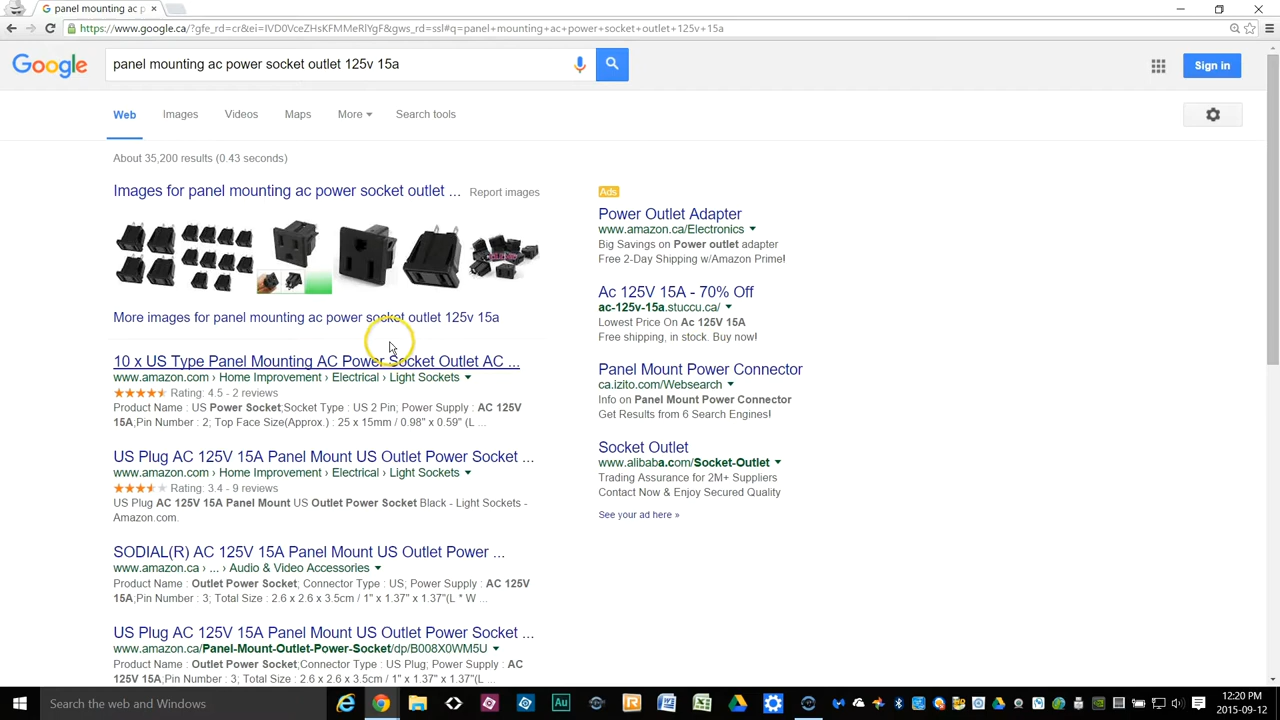 panel mounting ac p
https://www.google.ca/?gfe_rd=cr&ei=IVD0VceZHsKFMMeRlYgF&gws_rd=ssl#q=panel+mounting+ac+power+socket+outlet+125v+15a
Google
panel mounting ac power socket outlet 125v 15a
Sign in
Web Images Videos Maps More Search tools
About 35,200 results (0.43 seconds)
Images for panel mounting ac power socket outlet ... Report images
More images for panel mounting ac power socket outlet 125v 15a
10 x US Type Panel Mounting AC Power Socket Outlet AC ...
www.amazon.com › Home Improvement › Electrical › Light Sockets
Rating: 4.5 - 2 reviews
Product Name : US Power Socket;Socket Type : US 2 Pin; Power Supply : AC 125V
15A;Pin Number : 2; Top Face Size(Approx.) : 25 x 15mm / 0.98" x 0.59" (L ...
US Plug AC 125V 15A Panel Mount US Outlet Power Socket ...
www.amazon.com › Home Improvement › Electrical › Light Sockets
Rating: 3.4 - 9 reviews
US Plug AC 125V 15A Panel Mount US Outlet Power Socket Black - Light Sockets -
Amazon.com.
SODIAL(R) AC 125V 15A Panel Mount US Outlet Power ...
www.amazon.ca › ... › Audio & Video Accessories
Product Name : Outlet Power Socket; Connector Type : US; Power Supply : AC 125V
15A;Pin Number : 3; Total Size : 2.6 x 2.6 x 3.5cm / 1" x 1.37" x 1.37"(L * W ...
US Plug AC 125V 15A Panel Mount US Outlet Power Socket ...
www.amazon.ca/Panel-Mount-Outlet-Power-Socket/dp/B008X0WM5U
Product Name : Outlet Power Socket;Connector Type : US Plug; Power Supply : AC
125V 15A;Pin Number : 3; Total Size : 2.6 x 2.6 x 3.5cm / 1" x 1.37" x 1.37"(L ...
Ads
Power Outlet Adapter
www.amazon.ca/Electronics
Big Savings on Power outlet adapter
Free 2-Day Shipping w/Amazon Prime!
Ac 125V 15A - 70% Off
ac-125v-15a.stuccu.ca/
Lowest Price On Ac 125V 15A
Free shipping, in stock. Buy now!
Panel Mount Power Connector
ca.izito.com/Websearch
Info on Panel Mount Power Connector
Get Results from 6 Search Engines!
Socket Outlet
www.alibaba.com/Socket-Outlet
Trading Assurance for 2M+ Suppliers
Contact Now & Enjoy Secured Quality
See your ad here »
Search the web and Windows
12:20 PM
2015-09-12